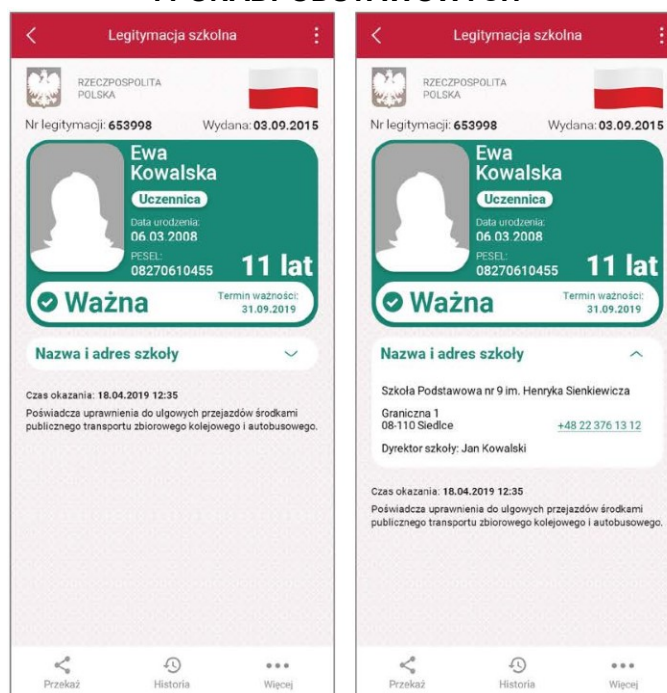 Legitymacja szkolna
RZECZPOSPOLITA
POLSKA
Nr legitymacji: 653998 Wydana: 03.09.2015
Ewa
Kowalska
Uczennica
Data urodzenia:
06.03.2008
PESEL:
08270610455
11 lat
Ważna
Termin ważności:
31.09.2019
Nazwa i adres szkoły
Czas okazania: 18.04.2019 12:35
Poświadcza uprawnienia do ulgowych przejazdów środkami
publicznego transportu zbiorowego kolejowego i autobusowego.
Przekaż Historia Więcej
Legitymacja szkolna
RZECZPOSPOLITA
POLSKA
Nr legitymacji: 653998 Wydana: 03.09.2015
Ewa
Kowalska
Uczennica
Data urodzenia:
06.03.2008
PESEL:
08270610455
11 lat
Ważna
Termin ważności:
31.09.2019
Nazwa i adres szkoły
Szkoła Podstawowa nr 9 im. Henryka Sienkiewicza
Graniczna 1
08-110 Siedlce +48 22 376 13 12
Dyrektor szkoły: Jan Kowalski
Czas okazania: 18.04.2019 12:35
Poświadcza uprawnienia do ulgowych przejazdów środkami
publicznego transportu zbiorowego kolejowego i autobusowego.
Przekaż Historia Więcej